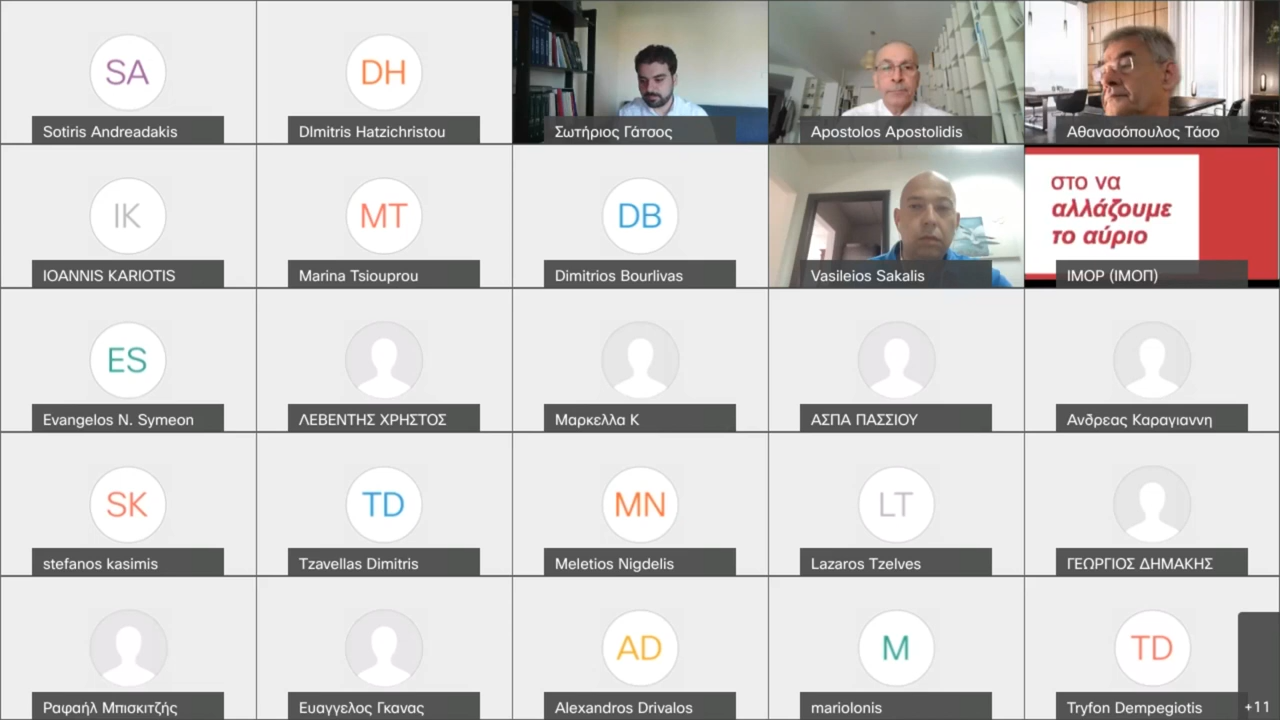 SA
Sotiris Andreadakis
DH
DImitris Hatzichristou
Σωτήριος Γάτσος
Apostolos Apostolidis
Αθανασόπουλος Τάσο
IK
IOANNIS KARIOTIS
MT
Marina Tsiouprou
DB
Dimitrios Bourlivas
Vasileios Sakalis
στο να
αλλάζουμε
το αύριο
IMOP (ΙΜΟΠ)
ES
Evangelos N. Symeon
ΛΕΒΕΝΤΗΣ ΧΡΗΣΤΟΣ
Μαρκελλα Κ
ΑΣΠΑ ΠΑΣΣΙΟΥ
Ανδρεας Καραγιαννη
SK
stefanos kasimis
TD
Tzavellas Dimitris
MN
Meletios Nigdelis
LT
Lazaros Tzelves
ΓΕΩΡΓΙΟΣ ΔΗΜΑΚΗΣ
Ραφαήλ Μπισκιτζής
Ευαγγελος Γκανας
AD
Alexandros Drivalos
M
mariolonis
TD
Tryfon Dempegiotis
+11